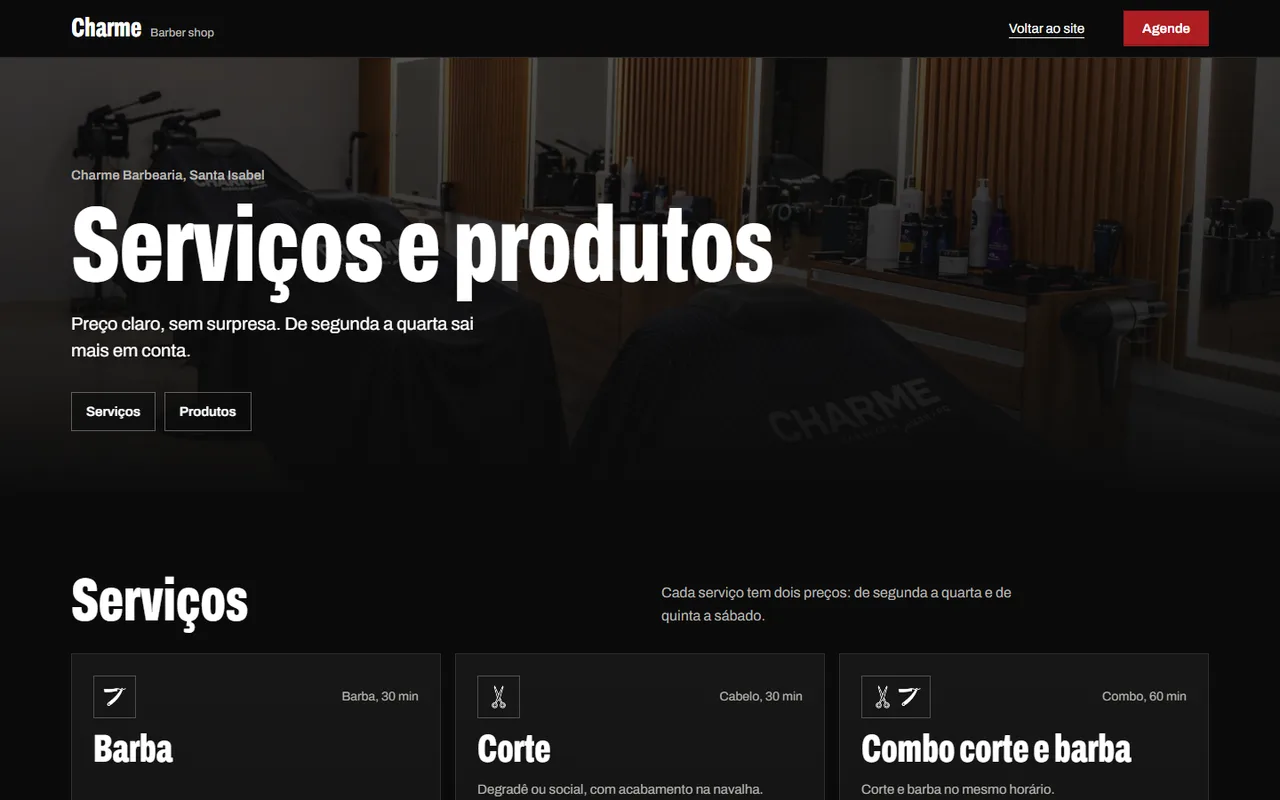 Charme Barber shop
Voltar ao site
Agende
Charme Barbearia, Santa Isabel
Serviços e produtos
Preço claro, sem surpresa. De segunda a quarta sai
mais em conta.
Serviços
Produtos
CHARME
Serviços
Cada serviço tem dois preços: de segunda a quarta e de
quinta a sábado.
Barba, 30 min
Barba
Cabelo, 30 min
Corte
Degradê ou social, com acabamento na navalha.
Combo, 60 min
Combo corte e barba
Corte e barba no mesmo horário.